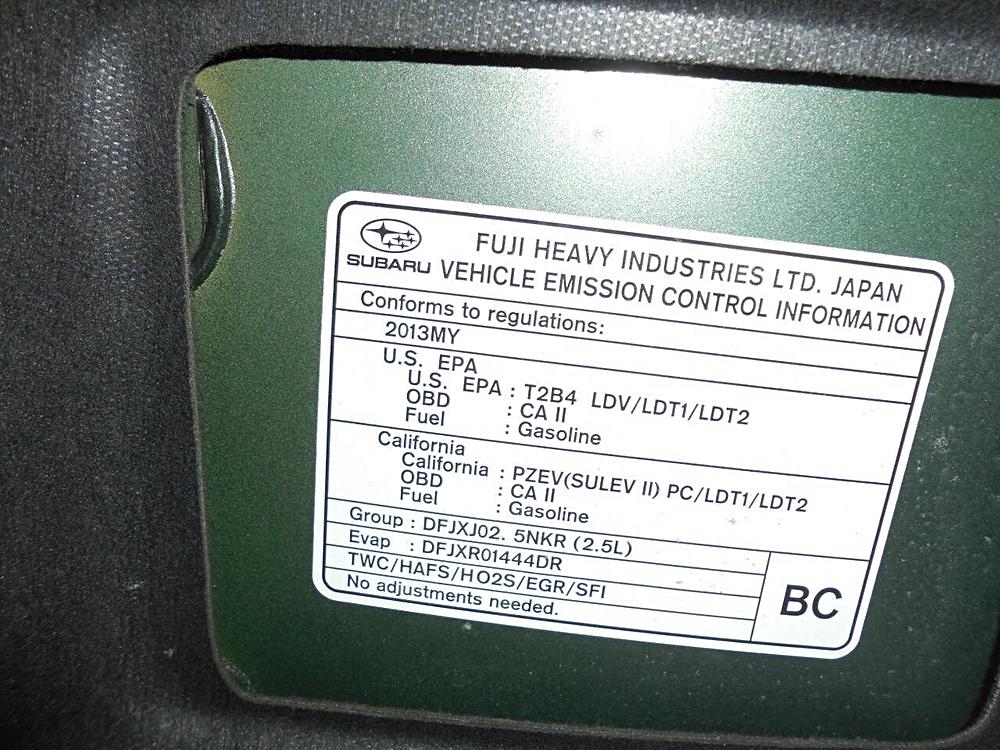 FUJI HEAVY INDUSTRIES LTD. JAPAN
SUBARU VEHICLE EMISSION CONTROL INFORMATION
Conforms to regulations:
2013MY
U.S. EPA
U.S. EPA : T2B4 LDV/LDT1/LDT2
OBD : CA II
Fuel : Gasoline
California
California : PZEV(SULEV II) PC/LDT1/LDT2
OBD : CA II
Fuel : Gasoline
Group : DFJXJ02. 5NKR (2.5L)
Evap : DFJXR01444DR
TWC/HAFS/HO2S/EGR/SFI
No adjustments needed.
BC